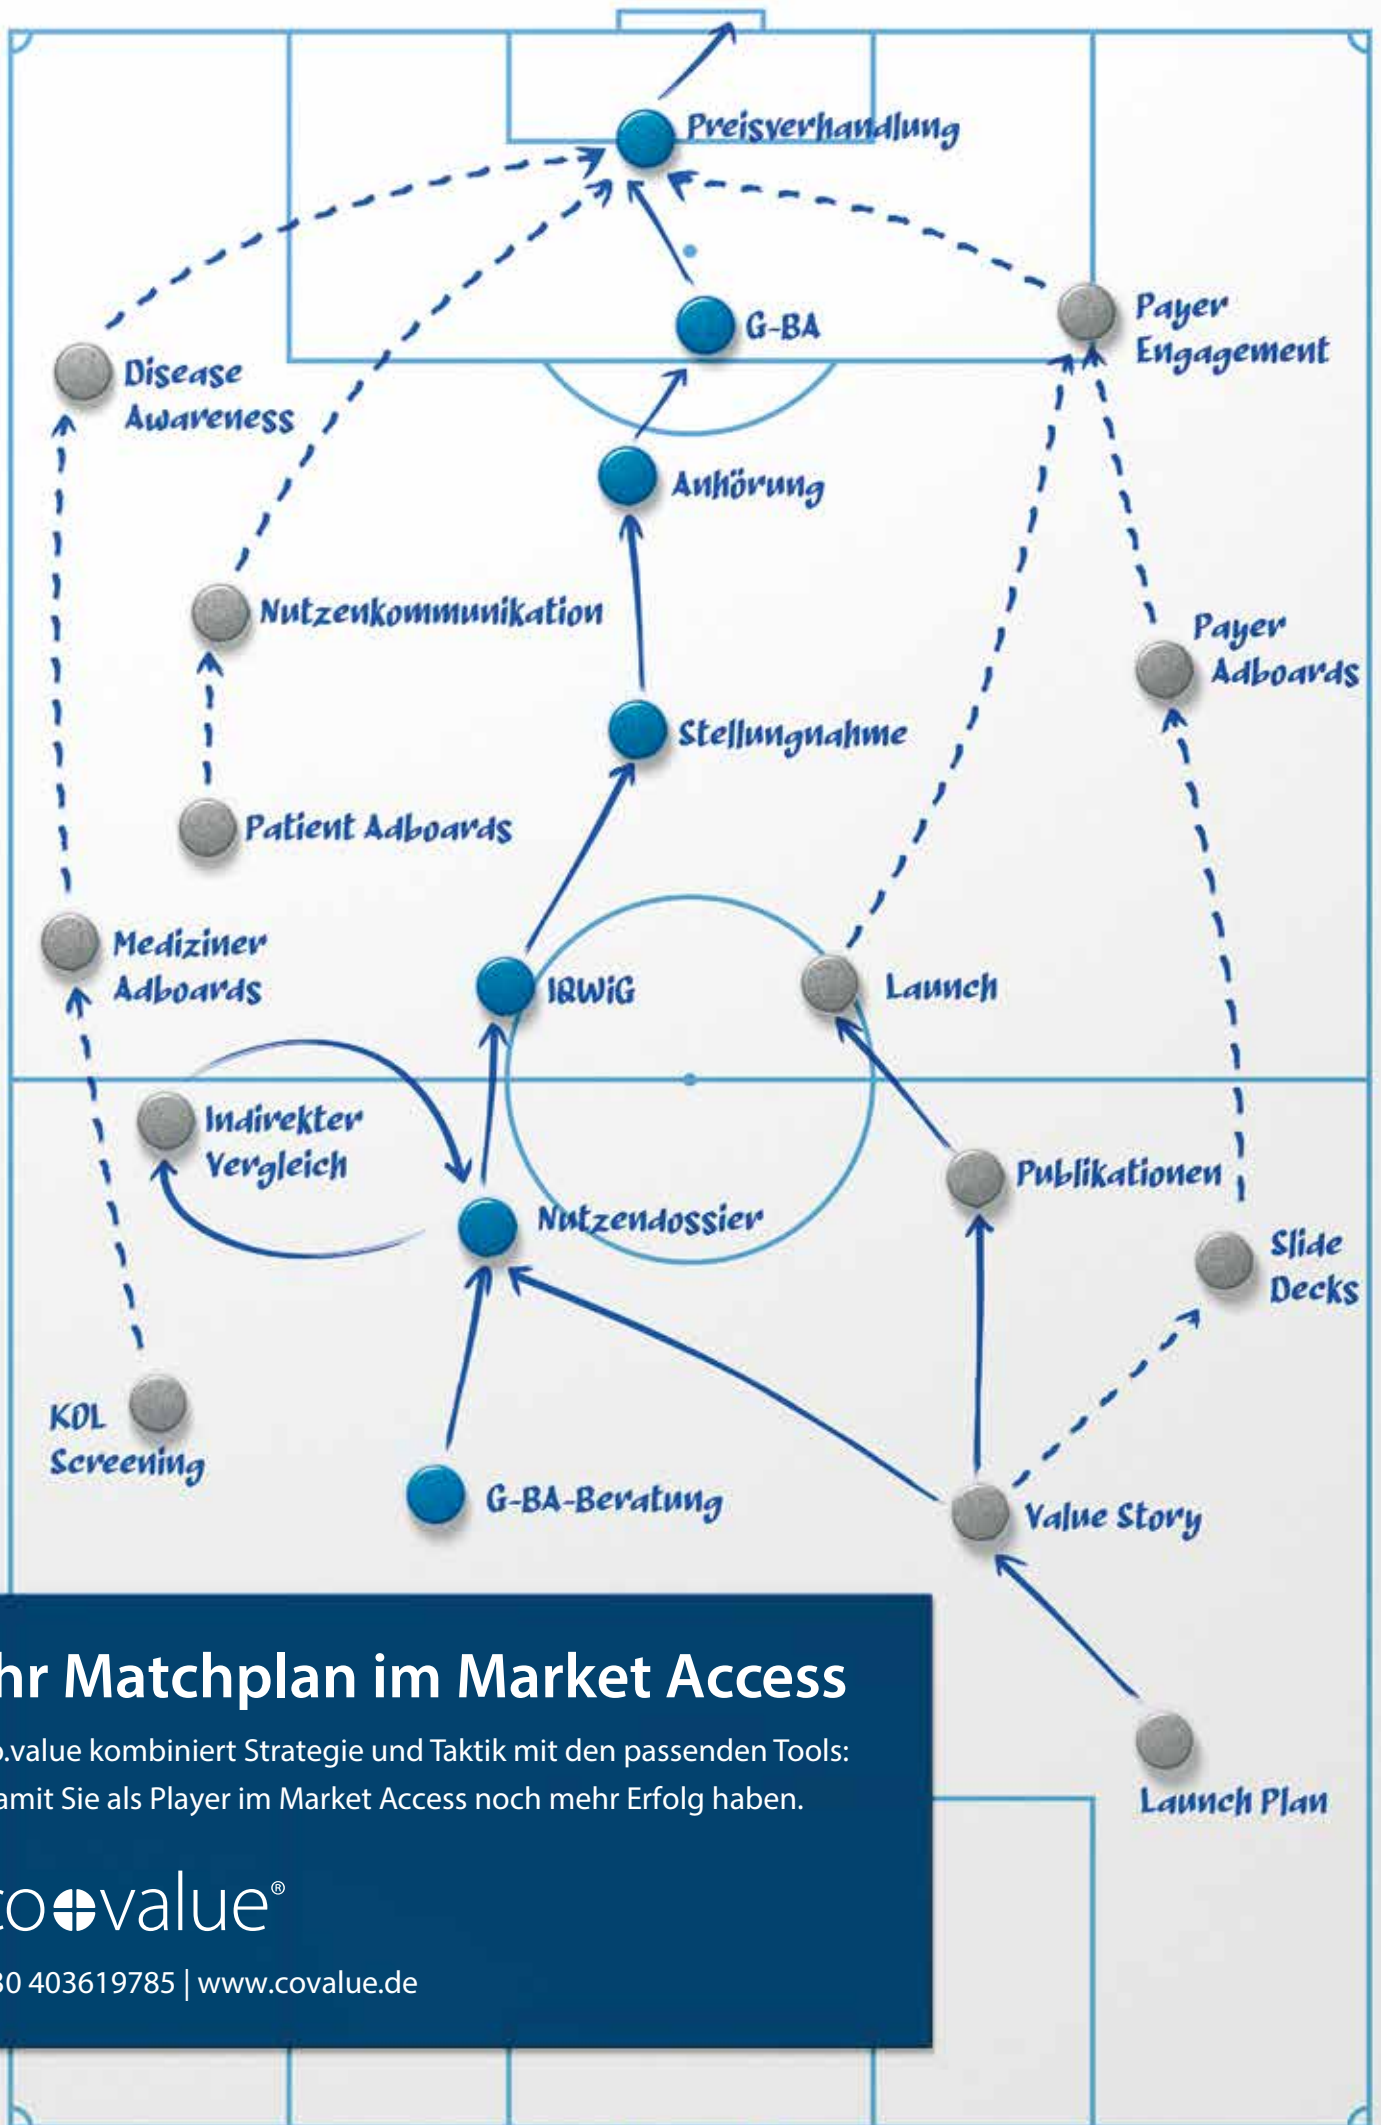 Preisverhandlung
G-BA
Payer
Engagement
Disease
Awareness
Anhörung
Nutzenkommunikation
Payer
Adboards
Stellungnahme
Patient Adboards
Mediziner
Adboards
IQWiG
Launch
Indirekter
Vergleich
Publikationen
Nutzendossier
Slide
Decks
KOL
Screening
G-BA-Beratung
Value Story
Launch Plan
hr Matchplan im Market Access
o.value kombiniert Strategie und Taktik mit den passenden Tools:
amit Sie als Player im Market Access noch mehr Erfolg haben.
co value®
30 403619785 | www.covalue.de